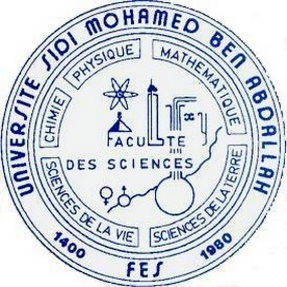 UNIVERSITE SIDI MOHAMED BEN ABDALLAH
CHIMIE
PHYSIQUE
MATHEMATIQUE
FACULTE
DES SCIENCES
SCIENCES DE LA VIE
SCIENCES DE LA TERRE
1400
FES
1980